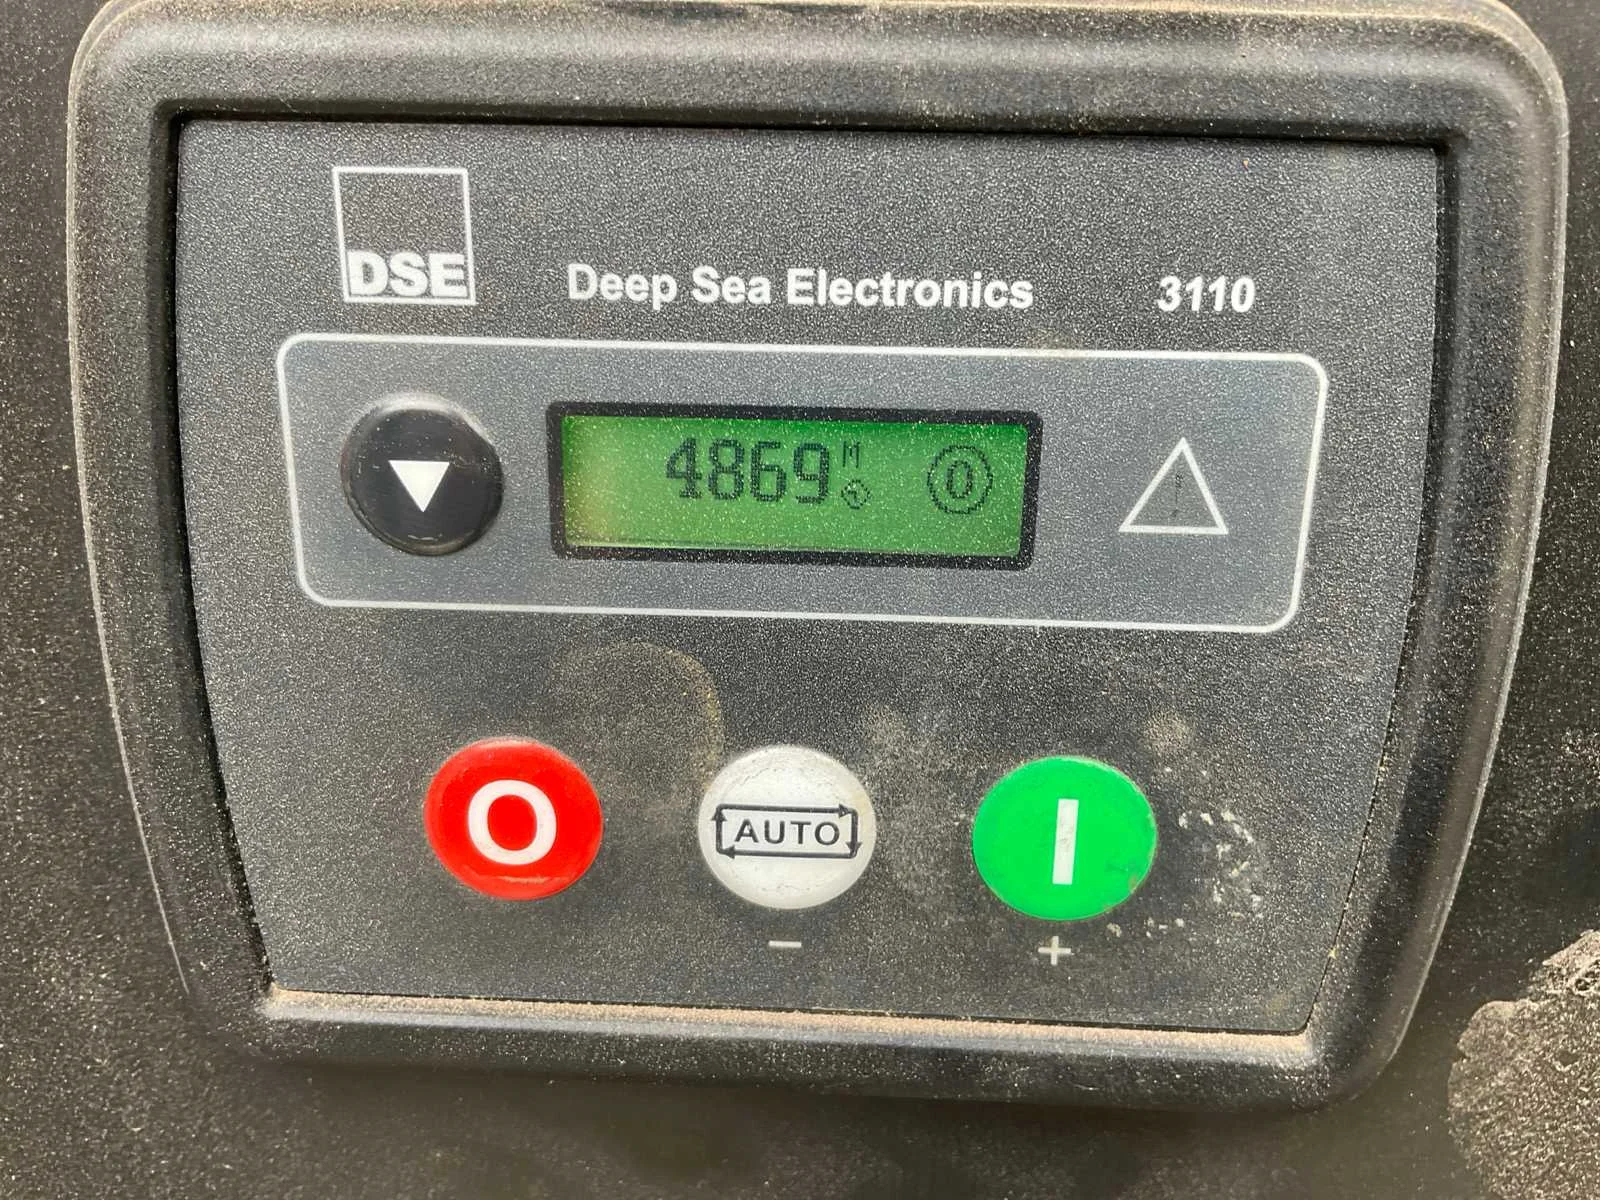 DSE
Deep Sea Electronics 3110
4869 M 0
O AUTO I
- +